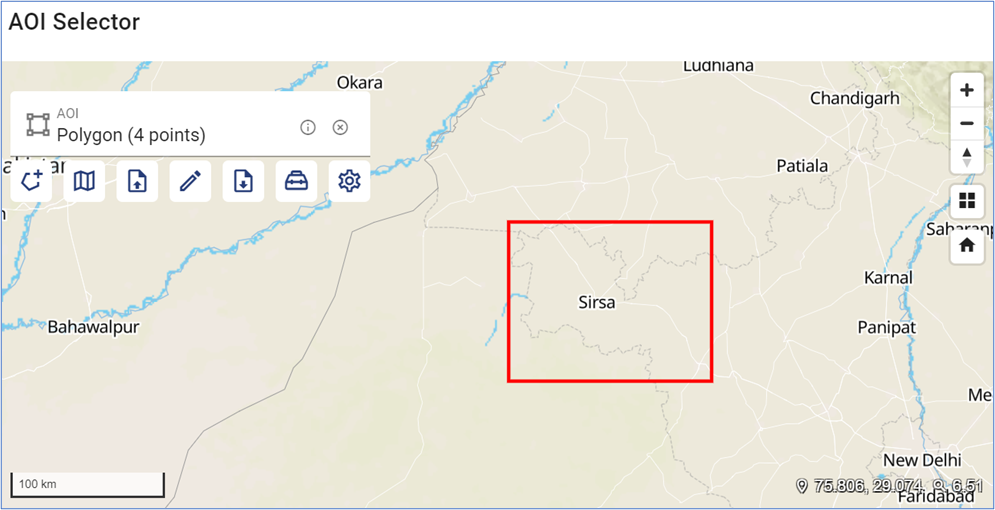 AOI Selector
Ludhiana
Okara
Chandigarh
AOI
Polygon (4 points)
Patiala
Saharanp
Karnal
Sirsa
Bahawalpur
Panipat
Me
New Delhi
100 km
75.806, 29.074
6.51
Faridabad